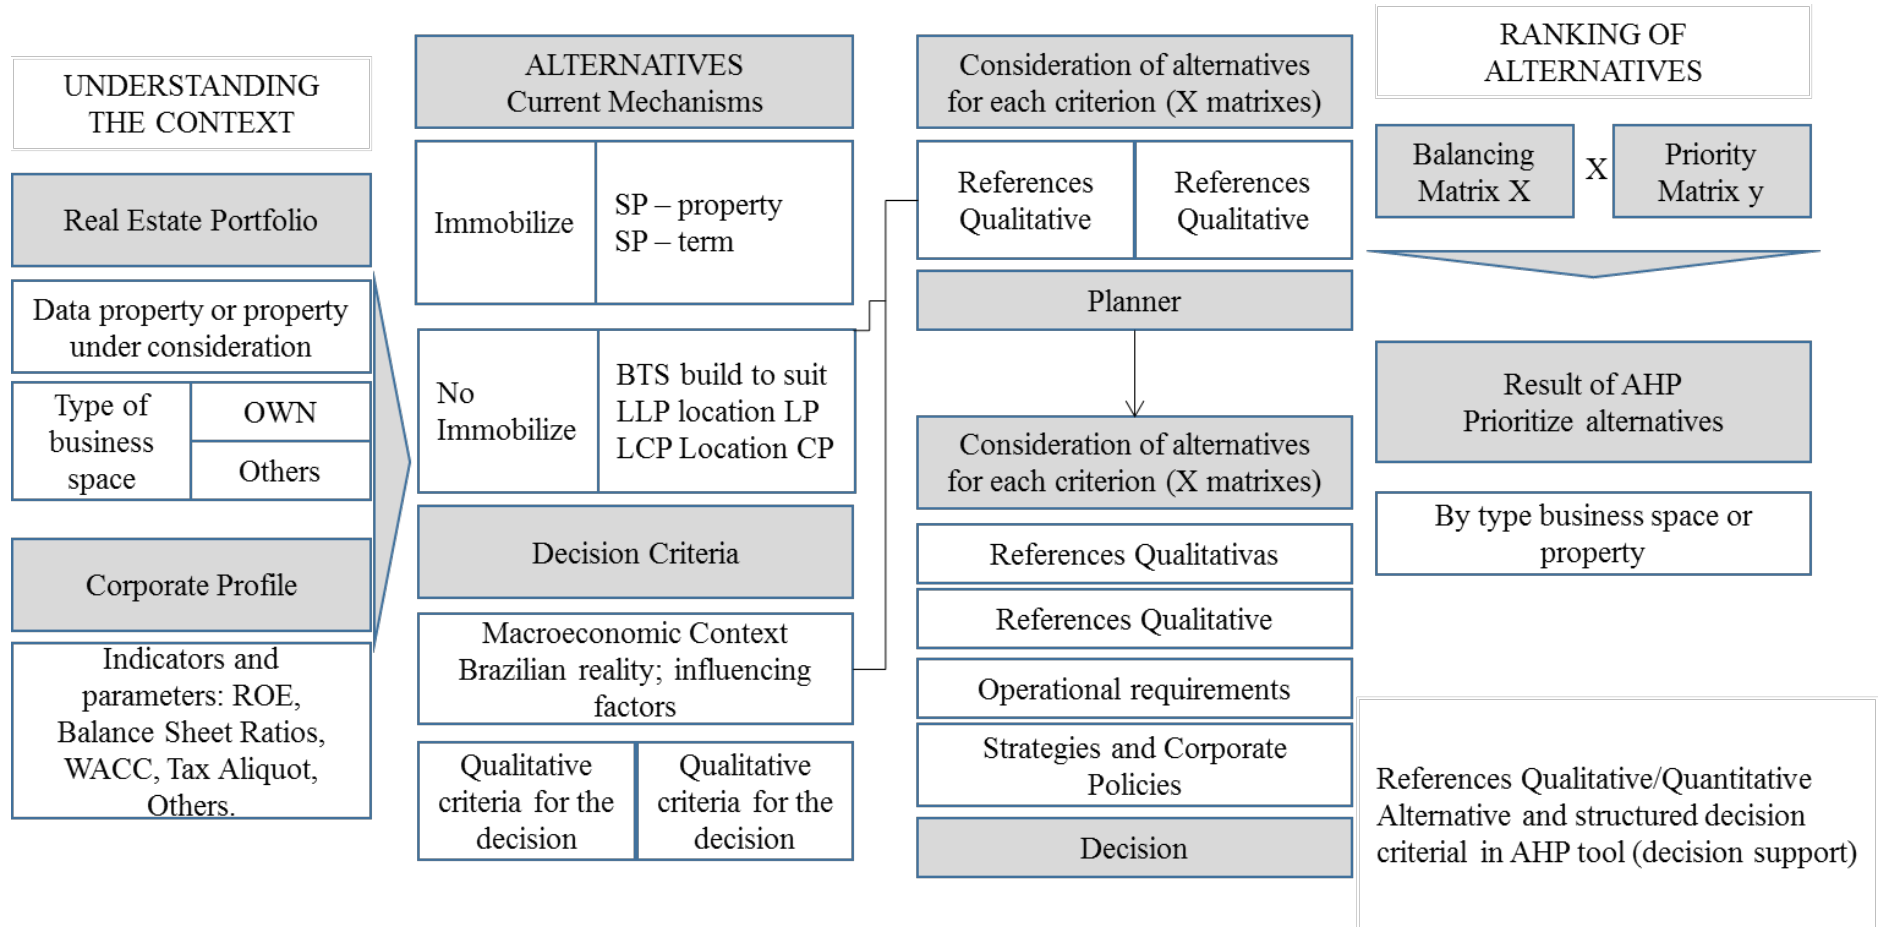 UNDERSTANDING
THE CONTEXT
Real Estate Portfolio
Data property or property
under consideration
Type of
business
space
OWN
Others
Corporate Profile
Indicators and
parameters: ROE,
Balance Sheet Ratios,
WACC, Tax Aliquot,
Others.
ALTERNATIVES
Current Mechanisms
Immobilize
SP – property
SP – term
No
Immobilize
BTS build to suit
LLP location LP
LCP Location CP
Decision Criteria
Macroeconomic Context
Brazilian reality; influencing
factors
Qualitative
criteria for the
decision
Qualitative
criteria for the
decision
Consideration of alternatives
for each criterion (X matrixes)
References
Qualitative
References
Qualitative
Planner
Consideration of alternatives
for each criterion (X matrixes)
References Qualitativas
References Qualitative
Operational requirements
Strategies and Corporate
Policies
Decision
RANKING OF
ALTERNATIVES
Balancing
Matrix X
X
Priority
Matrix y
Result of AHP
Prioritize alternatives
By type business space or
property
References Qualitative/Quantitative
Alternative and structured decision
criterial in AHP tool (decision support)